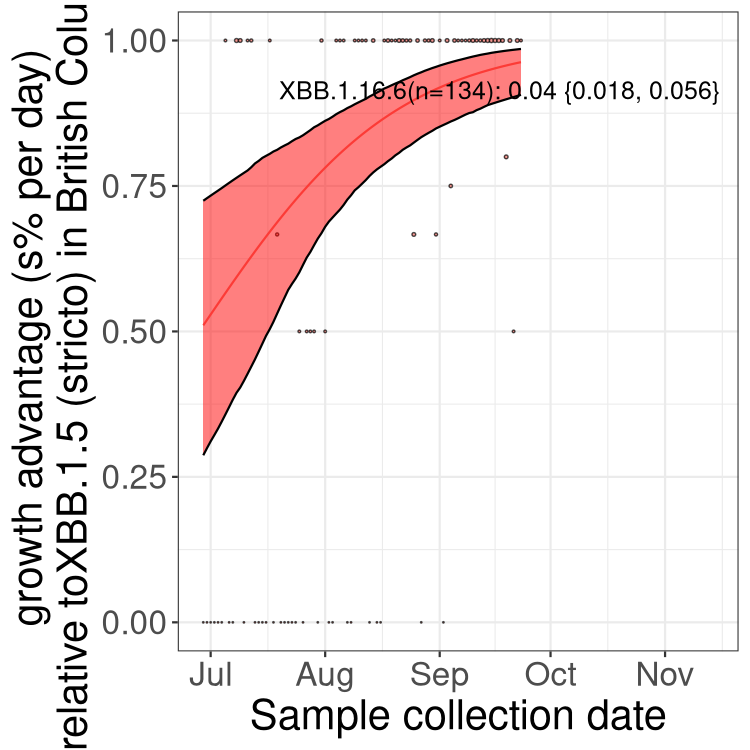 growth advantage (s% per day)
relative toXBB.1.5 (stricto) in British Colu
1.00
0.75
0.50
0.25
0.00
XBB.1.16.6(n=134): 0.04 {0.018, 0.056}
Jul Aug Sep Oct Nov
Sample collection date